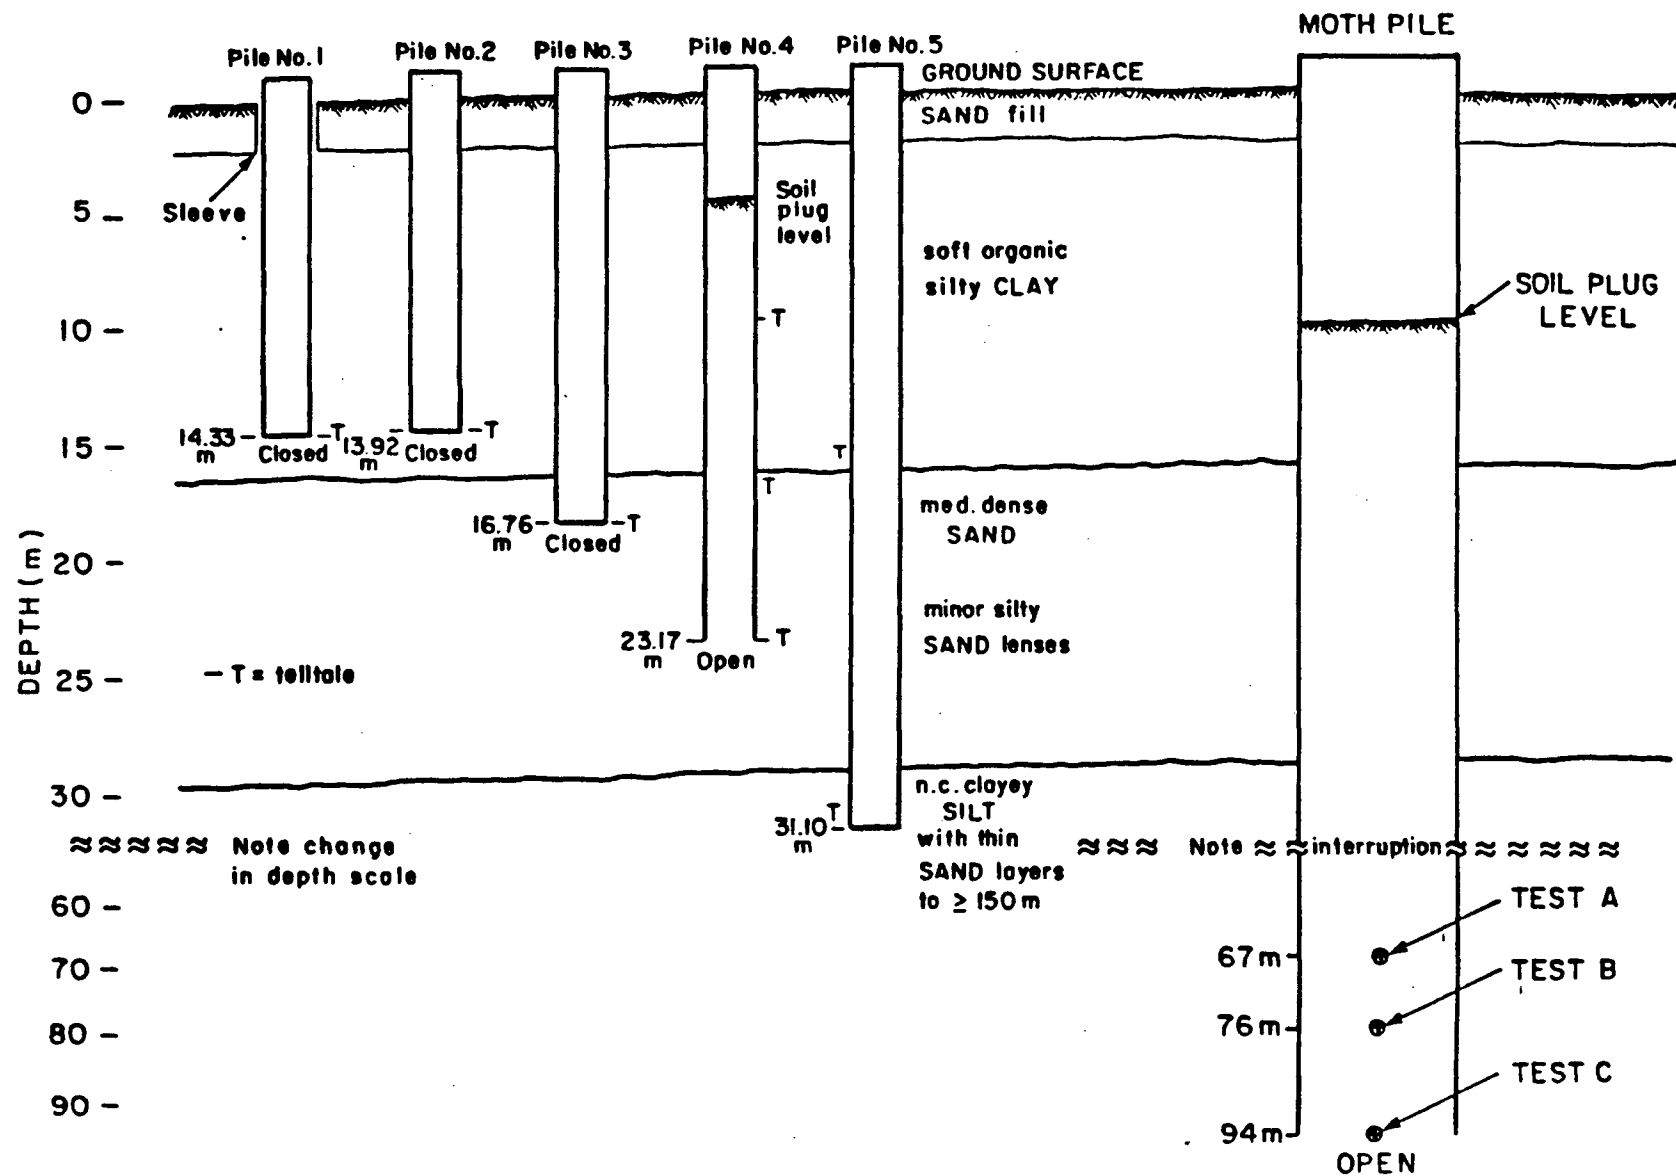 MOTH PILE
Pile No. 1
Pile No. 2
Pile No. 3
Pile No. 4
Pile No. 5
GROUND SURFACE
SAND fill
0
Sleeve
5
Soil
plug
level
soft organic
silty CLAY
SOIL PLUG
LEVEL
10
T
15
14.33
m
Closed
T
13.92
m
Closed
T
T
T
16.76
m
Closed
T
med. dense
SAND
DEPTH (m)
20
minor silty
SAND lenses
23.17
m
Open
T
25
T = telltale
30
n.c. clayey
SILT
with thin
SAND layers
to ≥ 150 m
T
31.10
m
≈ ≈ ≈ ≈ ≈ Note change
in depth scale
≈ ≈ ≈ Note ≈ ≈ interruption ≈ ≈ ≈ ≈ ≈ ≈
60
67 m
TEST A
70
76 m
TEST B
80
90
94 m
TEST C
OPEN